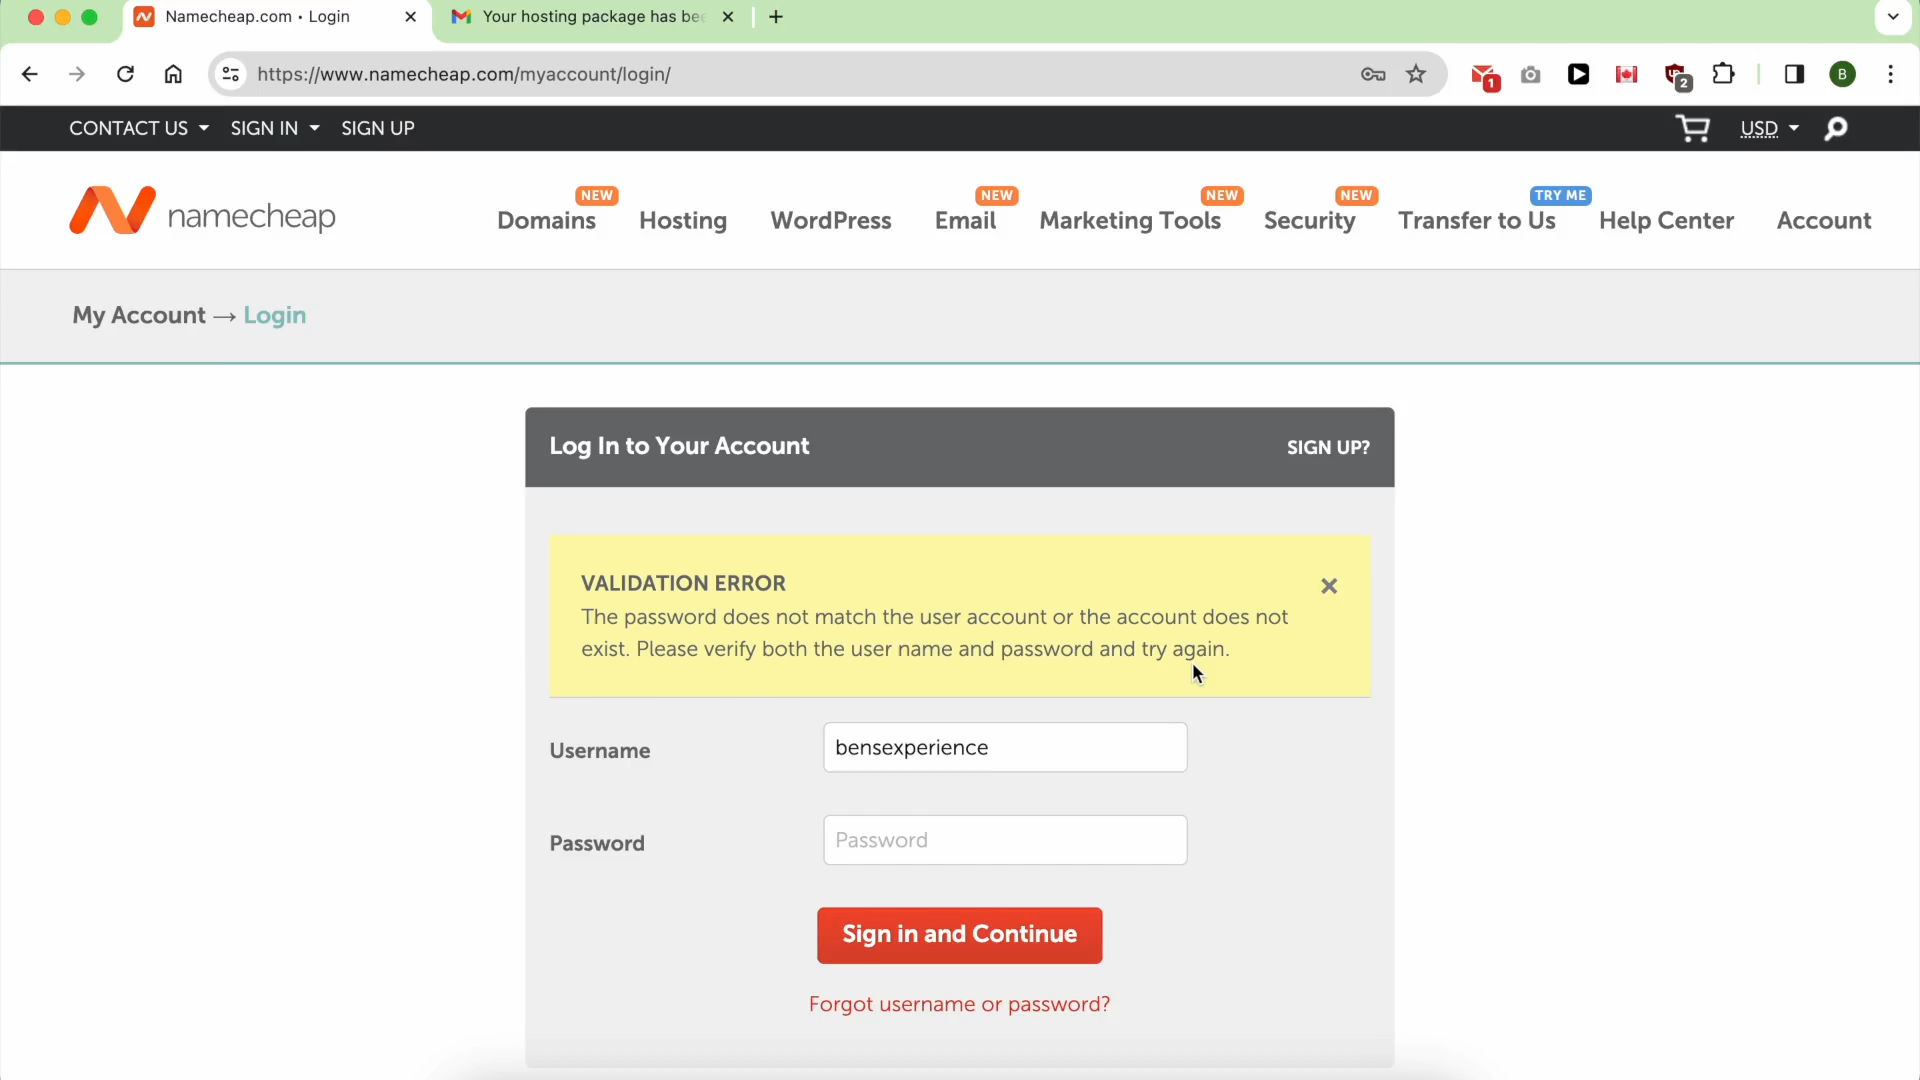 Namecheap.com • Login
Your hosting package has bee
https://www.namecheap.com/myaccount/login/
1
2
B
CONTACT US SIGN IN SIGN UP
USD
namecheap
NEW NEW NEW NEW TRY ME
Domains Hosting WordPress Email Marketing Tools Security Transfer to Us Help Center Account
My Account → Login
Log In to Your Account
SIGN UP?
VALIDATION ERROR
The password does not match the user account or the account does not
exist. Please verify both the user name and password and try again.
Username
bensexperience
Password
Password
Sign in and Continue
Forgot username or password?